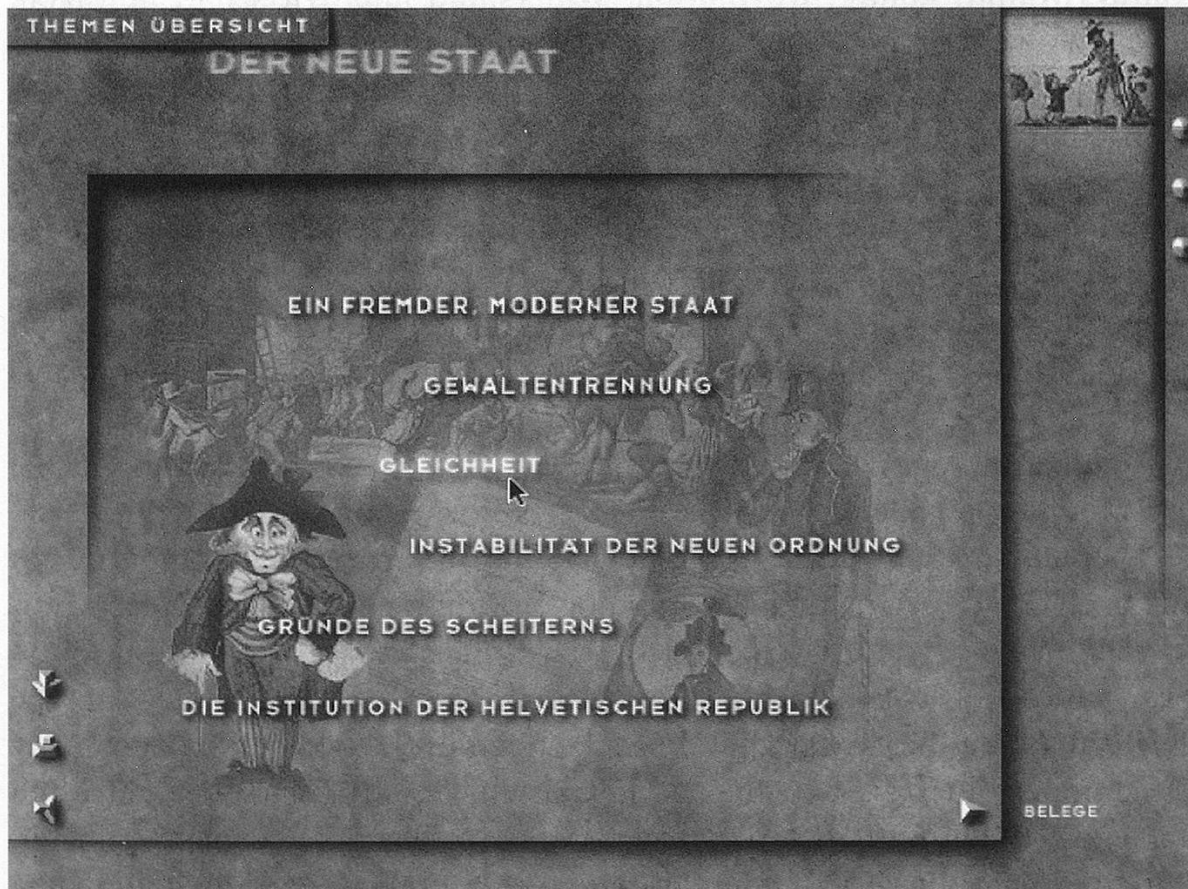 THEMEN ÜBERSICHT
DER NEUE STAAT
EIN FREMDER, MODERNER STAAT
GEWALTENTRENNUNG
GLEICHHEIT
INSTABILITÄT DER NEUEN ORDNUNG
GRÜNDE DES SCHEITERNS
DIE INSTITUTION DER HELVETISCHEN REPUBLIK
BELEGE